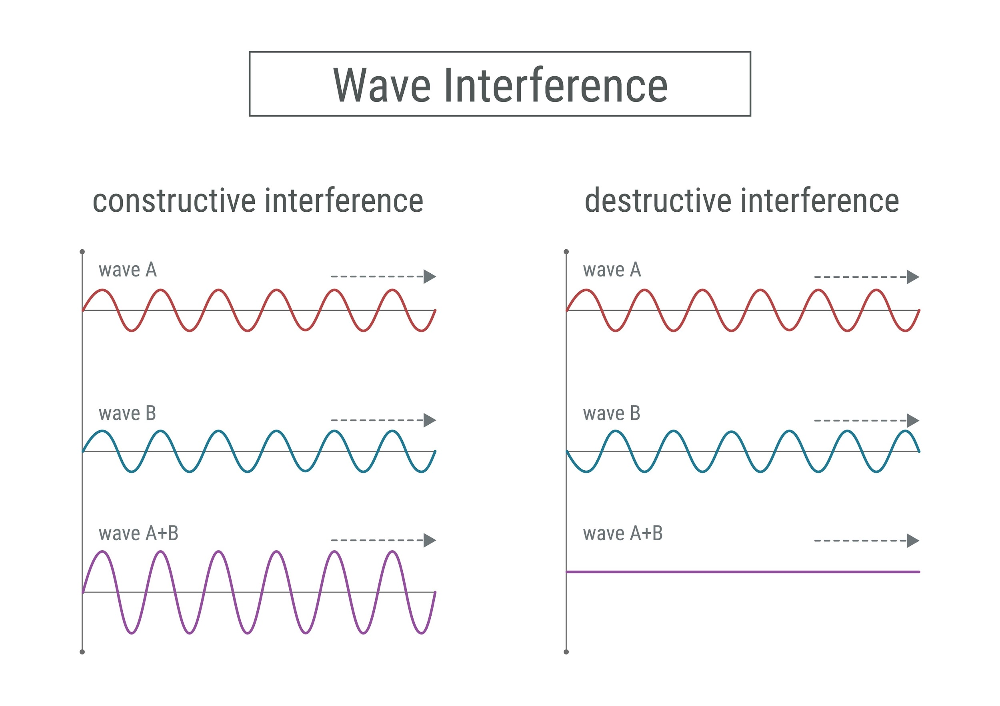 Wave Interference
constructive interference
wave A
wave B
wave A+B
destructive interference
wave A
wave B
wave A+B